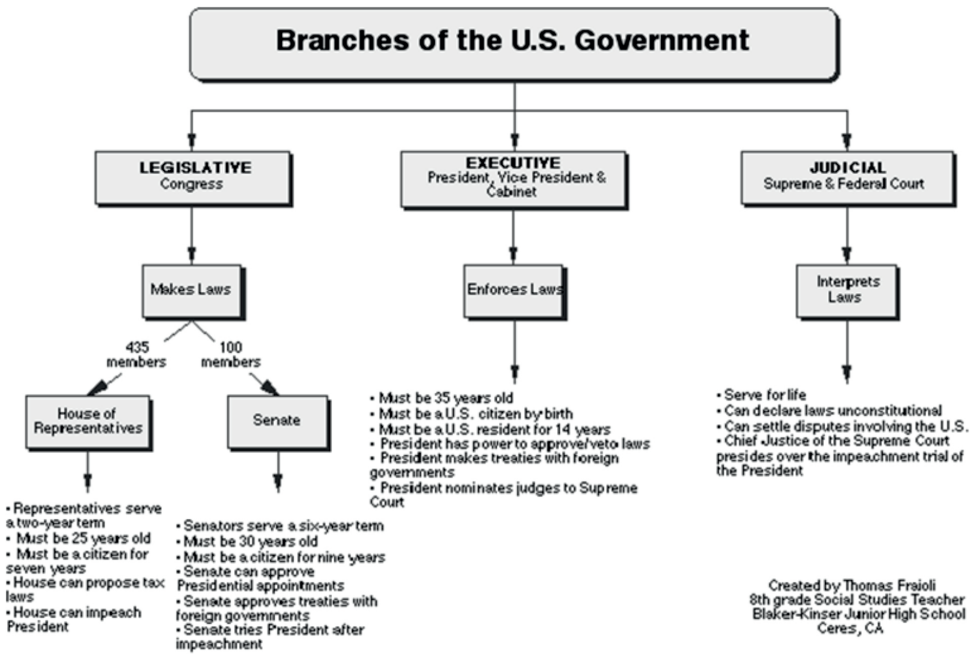 Branches of the U.S. Government
LEGISLATIVE
Congress
EXECUTIVE
President, Vice President &
Cabinet
JUDICIAL
Supreme & Federal Court
Makes Laws
Enforces Laws
Interprets
Laws
435
members
100
members
House of
Representatives
Senate
• Representatives serve
a two-year term
• Must be 25 years old
• Must be a citizen for
seven years
• House can propose tax
laws
• House can impeach
President
• Senators serve a six-year term
• Must be 30 years old
• Must be a citizen for nine years
• Senate can approve
Presidential appointments
• Senate approves treaties with
foreign governments
• Senate tries President after
impeachment
• Must be 35 years old
• Must be a U.S. citizen by birth
• Must be a U.S. resident for 14 years
• President has power to approve/veto laws
• President makes treaties with foreign
governments
• President nominates judges to Supreme
Court
• Serve for life
• Can declare laws unconstitutional
• Can settle disputes involving the U.S.
• Chief Justice of the Supreme Court
presides over the impeachment trial of
the President
Created by Thomas Fraioli
8th grade Social Studies Teacher
Blaker-Kinser Junior High School
Ceres, CA